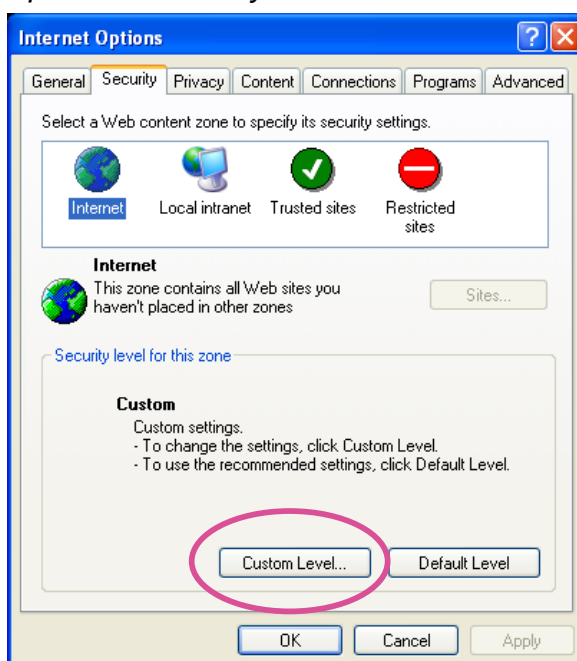 Internet Options
General Security Privacy Content Connections Programs Advanced
Select a Web content zone to specify its security settings.
Internet Local intranet Trusted sites Restricted sites
Internet
This zone contains all Web sites you
haven't placed in other zones
Sites...
Security level for this zone
Custom
Custom settings.
- To change the settings, click Custom Level.
- To use the recommended settings, click Default Level.
Custom Level... Default Level
OK Cancel Apply